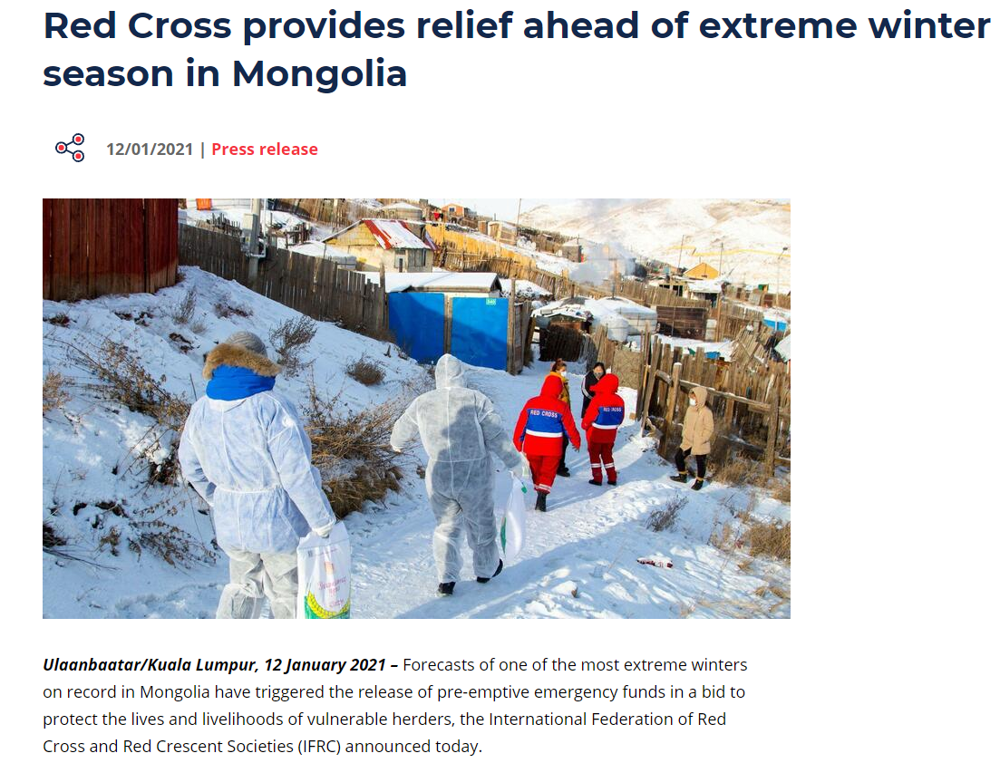 Red Cross provides relief ahead of extreme winter
season in Mongolia
12/01/2021 | Press release
RED CROSS
RED CROSS
Ulaanbaatar/Kuala Lumpur, 12 January 2021 – Forecasts of one of the most extreme winters
on record in Mongolia have triggered the release of pre-emptive emergency funds in a bid to
protect the lives and livelihoods of vulnerable herders, the International Federation of Red
Cross and Red Crescent Societies (IFRC) announced today.